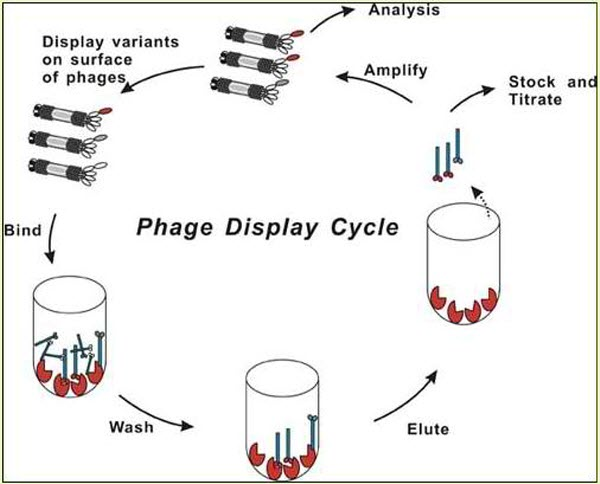 Analysis
Display variants
on surface
of phages
Amplify
Stock and
Titrate
Bind
Phage Display Cycle
Wash
Elute